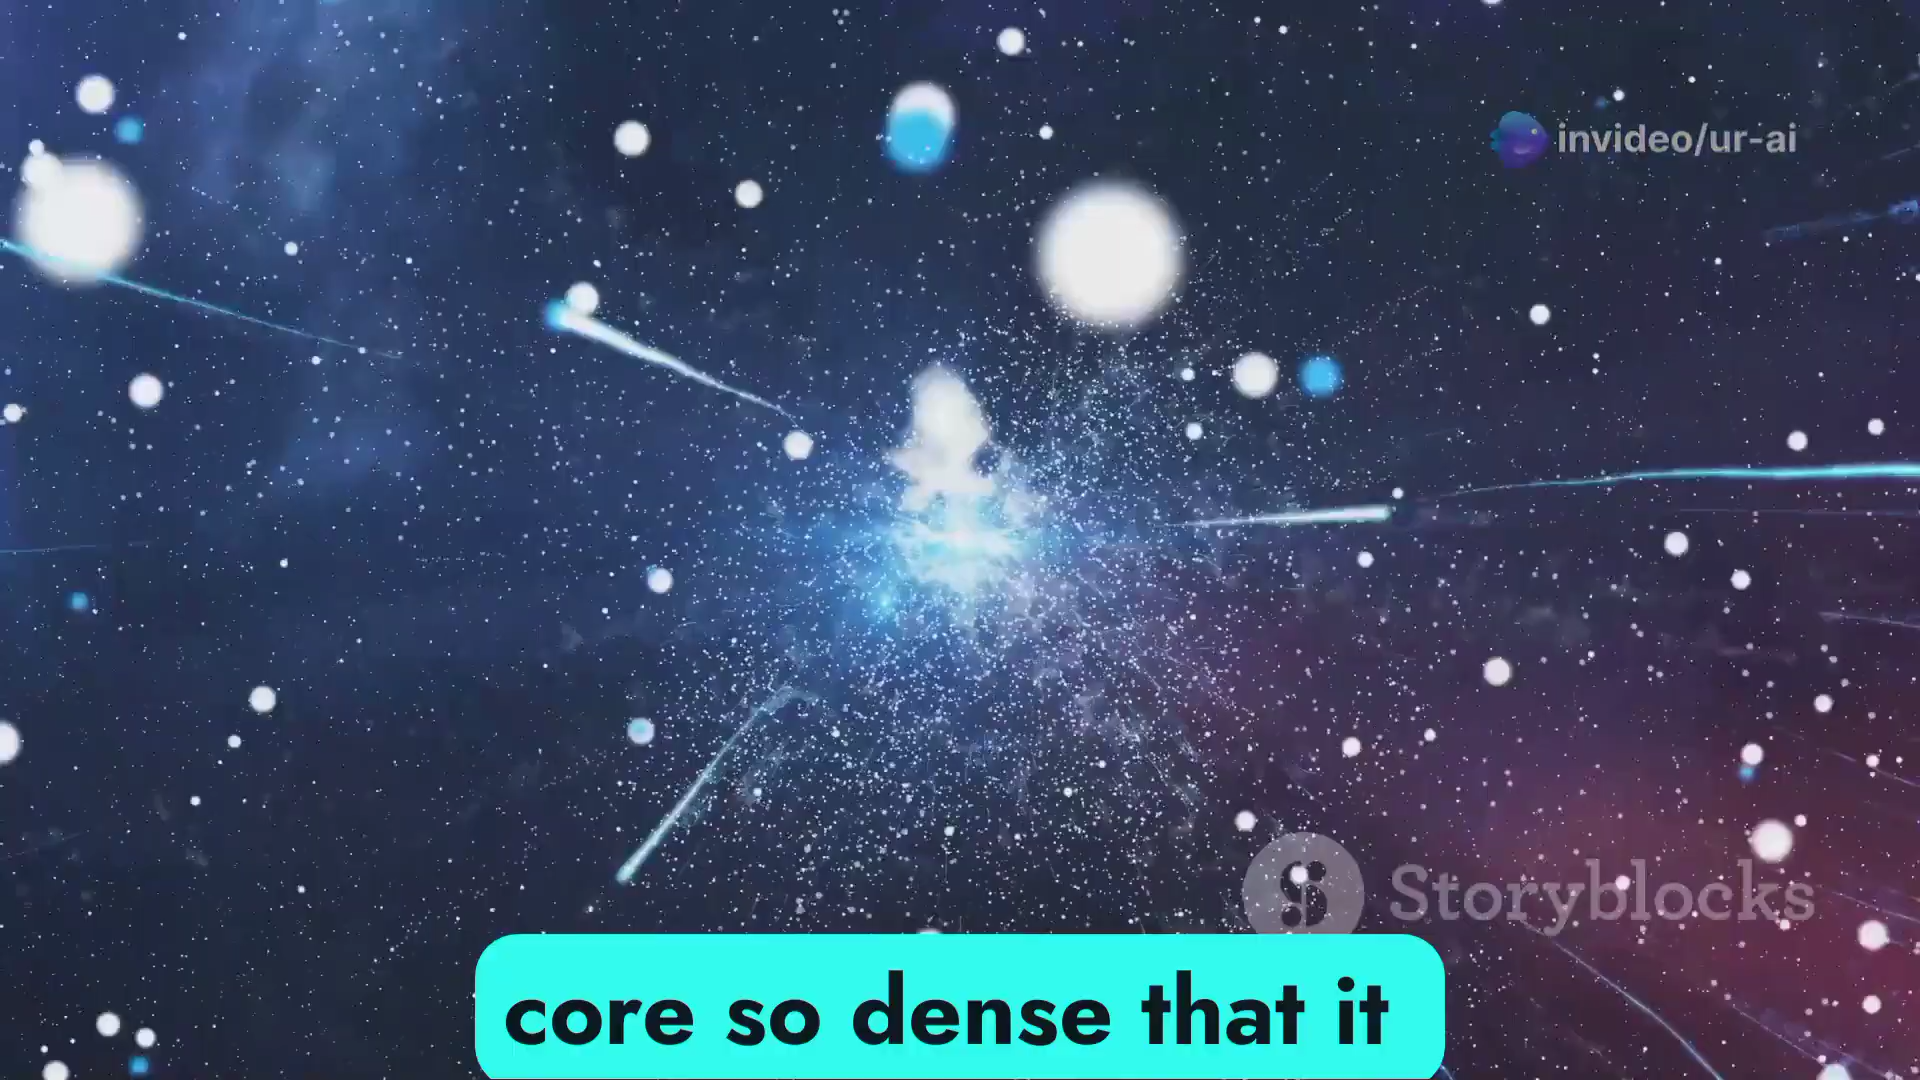 invideo/ur-ai
Storyblocks
core so dense that it